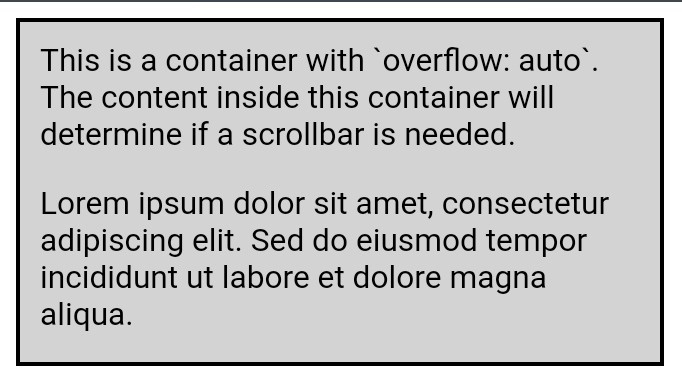 This is a container with `overflow: auto`.
The content inside this container will
determine if a scrollbar is needed.
Lorem ipsum dolor sit amet, consectetur
adipiscing elit. Sed do eiusmod tempor
incididunt ut labore et dolore magna
aliqua.